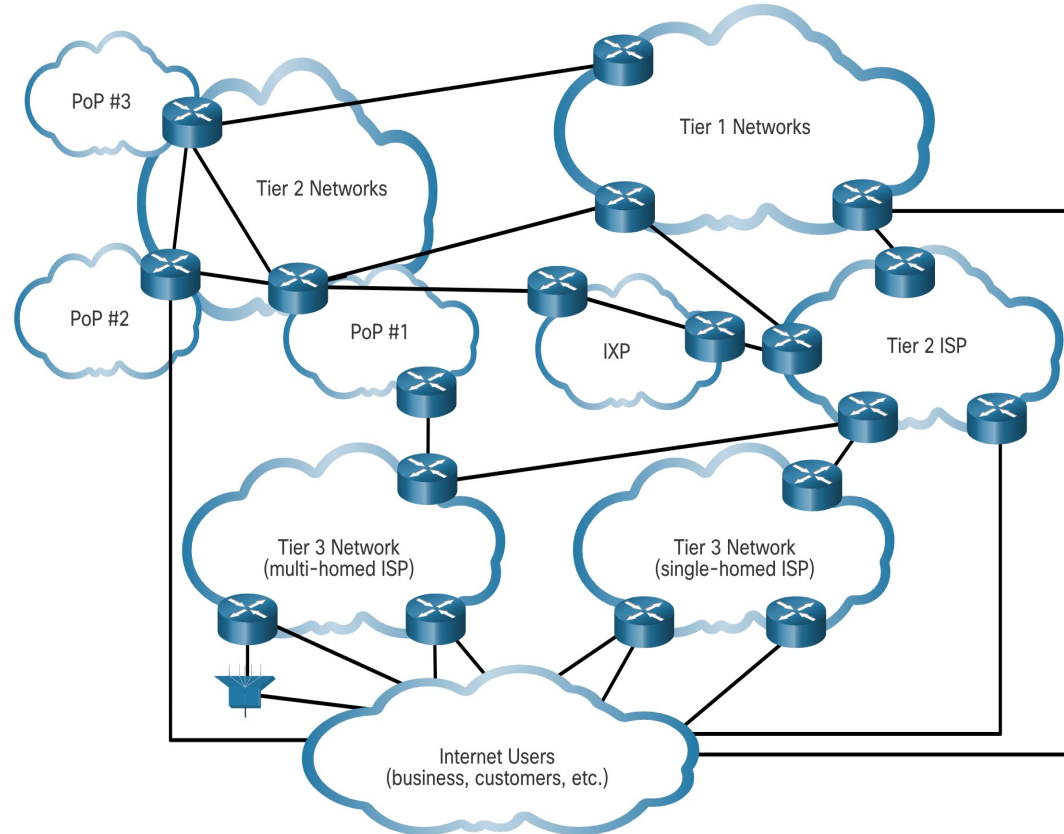 PoP #3
Tier 1 Networks
Tier 2 Networks
PoP #2
PoP #1
IXP
Tier 2 ISP
Tier 3 Network
(multi-homed ISP)
Tier 3 Network
(single-homed ISP)
Internet Users
(business, customers, etc.)